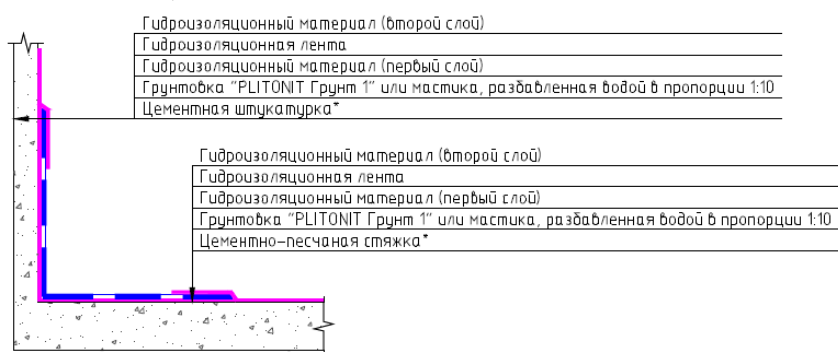 Гидроизоляционный материал (второй слой)
Гидроизоляционная лента
Гидроизоляционный материал (первый слой)
Грунтовка "PLITONIT Грунт 1" или мастика, разбавленная водой в пропорции 1:10
Цементная штукатурка*
Гидроизоляционный материал (второй слой)
Гидроизоляционная лента
Гидроизоляционный материал (первый слой)
Грунтовка "PLITONIT Грунт 1" или мастика, разбавленная водой в пропорции 1:10
Цементно-песчаная стяжка*